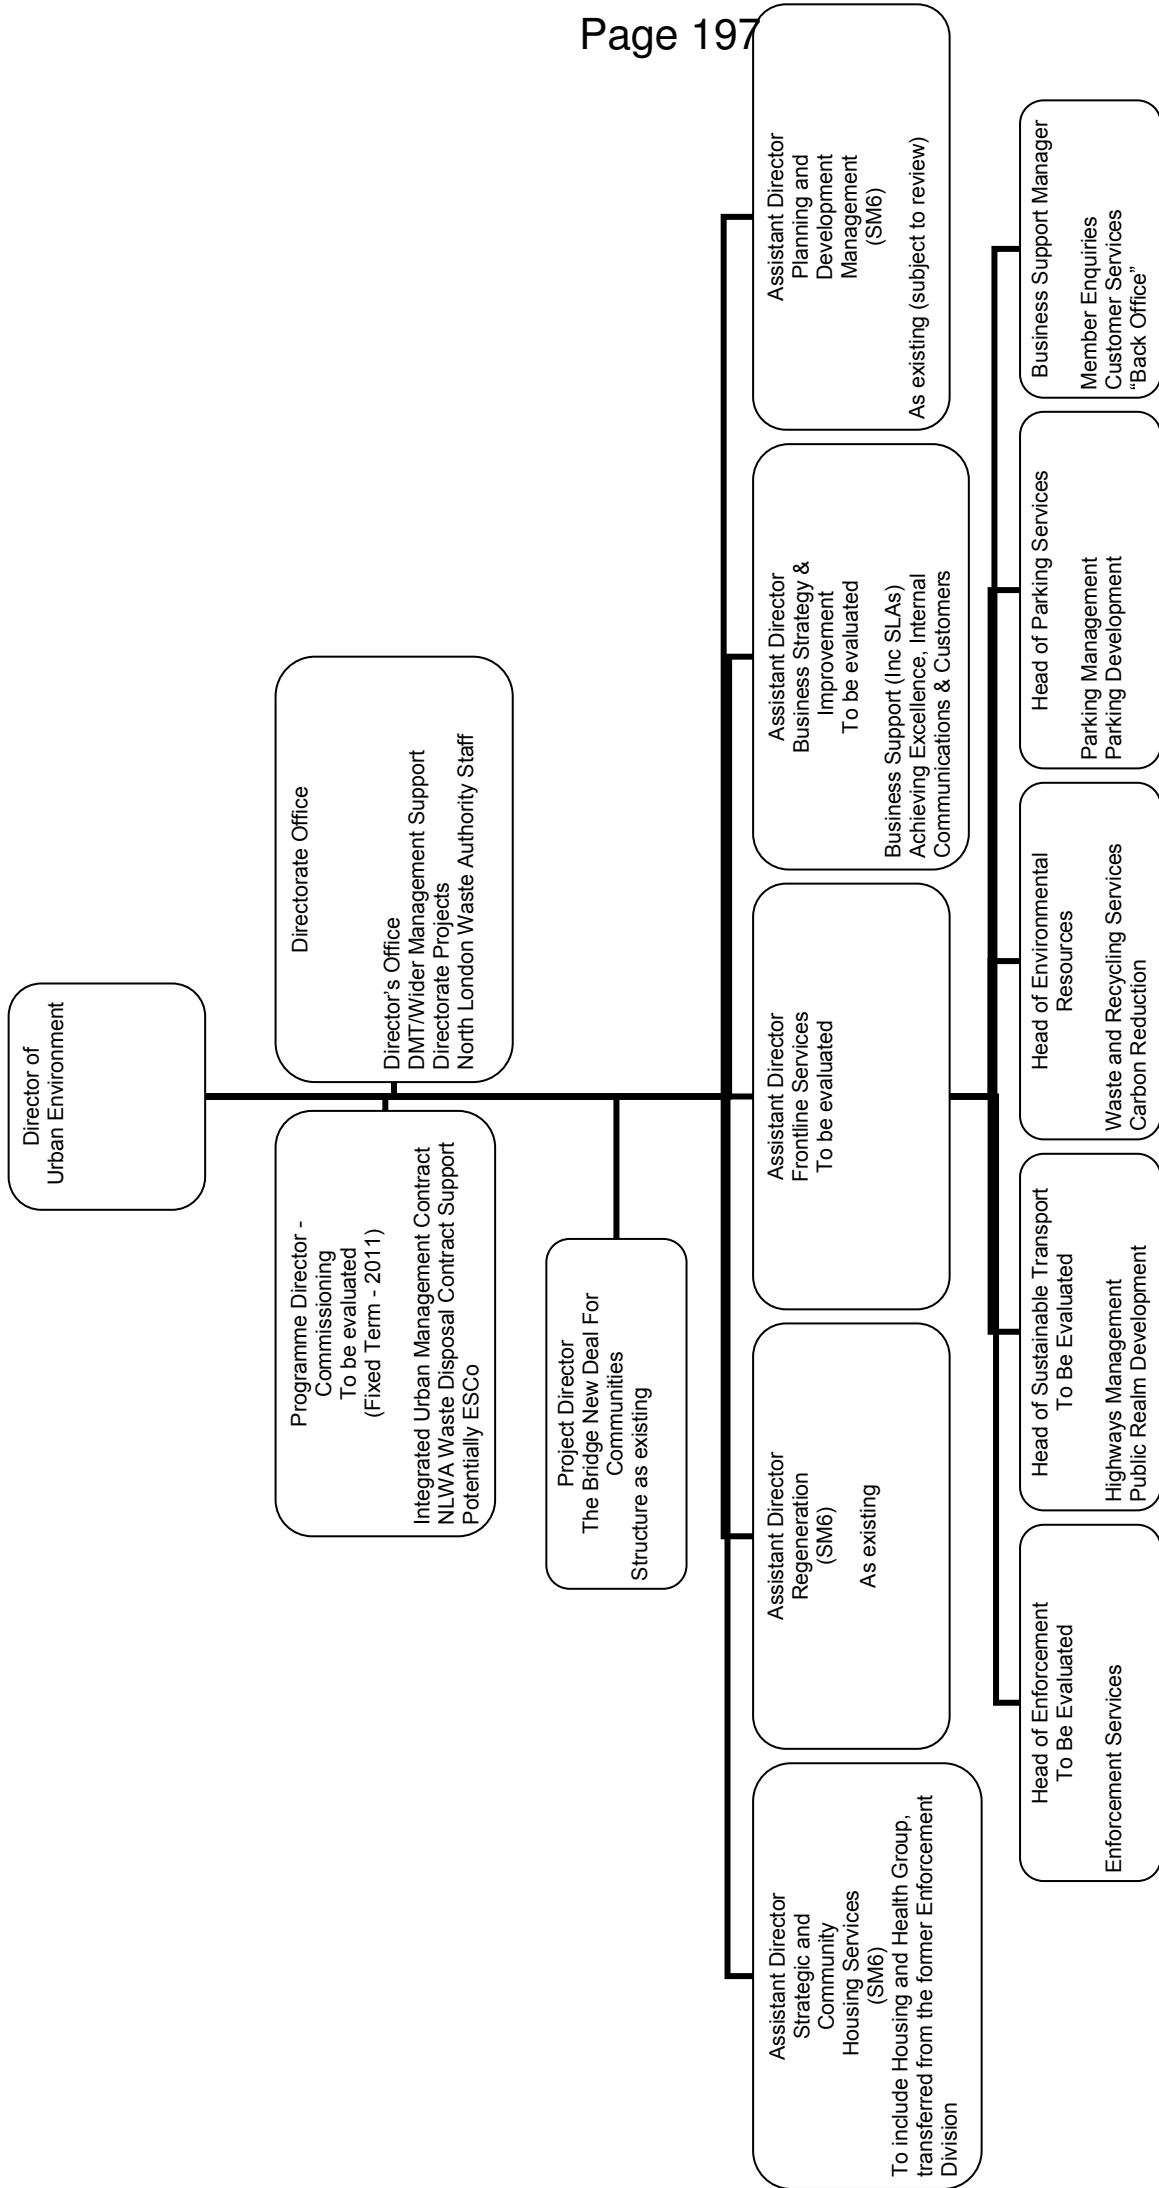 Page 197
Director of
Urban Environment
Programme Director -
Commissioning
To be evaluated
(Fixed Term - 2011)
Integrated Urban Management Contract
NLWA Waste Disposal Contract Support
Potentially ESCo
Directorate Office
Director's Office
DMT/Wider Management Support
Directorate Projects
North London Waste Authority Staff
Project Director
The Bridge New Deal For
Communities
Structure as existing
Assistant Director
Strategic and
Community
Housing Services
(SM6)
To include Housing and Health Group,
transferred from the former Enforcement
Division
Assistant Director
Regeneration
(SM6)
As existing
Assistant Director
Frontline Services
To be evaluated
Assistant Director
Business Strategy &
Improvement
To be evaluated
Business Support (Inc SLAs)
Achieving Excellence, Internal
Communications & Customers
Assistant Director
Planning and
Development
Management
(SM6)
As existing (subject to review)
Head of Enforcement
To Be Evaluated
Enforcement Services
Head of Sustainable Transport
To Be Evaluated
Highways Management
Public Realm Development
Head of Environmental
Resources
Waste and Recycling Services
Carbon Reduction
Head of Parking Services
Parking Management
Parking Development
Business Support Manager
Member Enquiries
Customer Services
“Back Office”